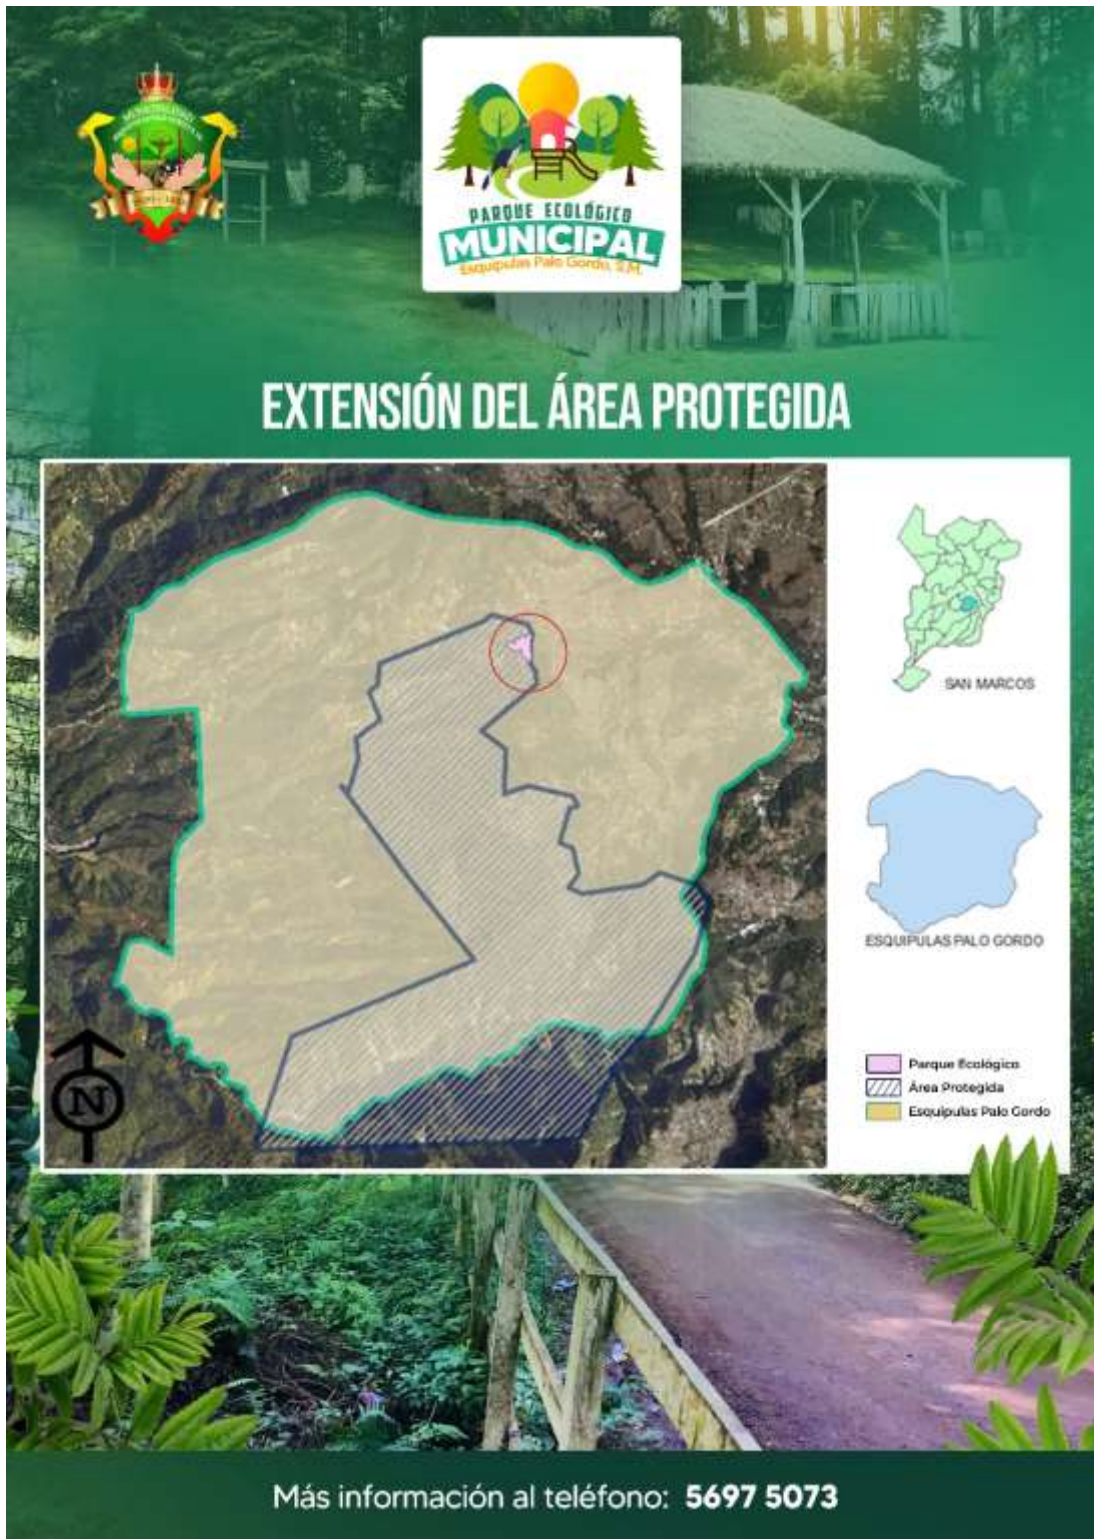 PARQUE ECOLÓGICO
MUNICIPAL
Esquipulas Palo Gordo, S.M.
EXTENSIÓN DEL ÁREA PROTEGIDA
SAN MARCOS
ESQUIPULAS PALO GORDO
Parque Ecológico
Área Protegida
Esquipulas Palo Gordo
N
Más información al teléfono: 5697 5073